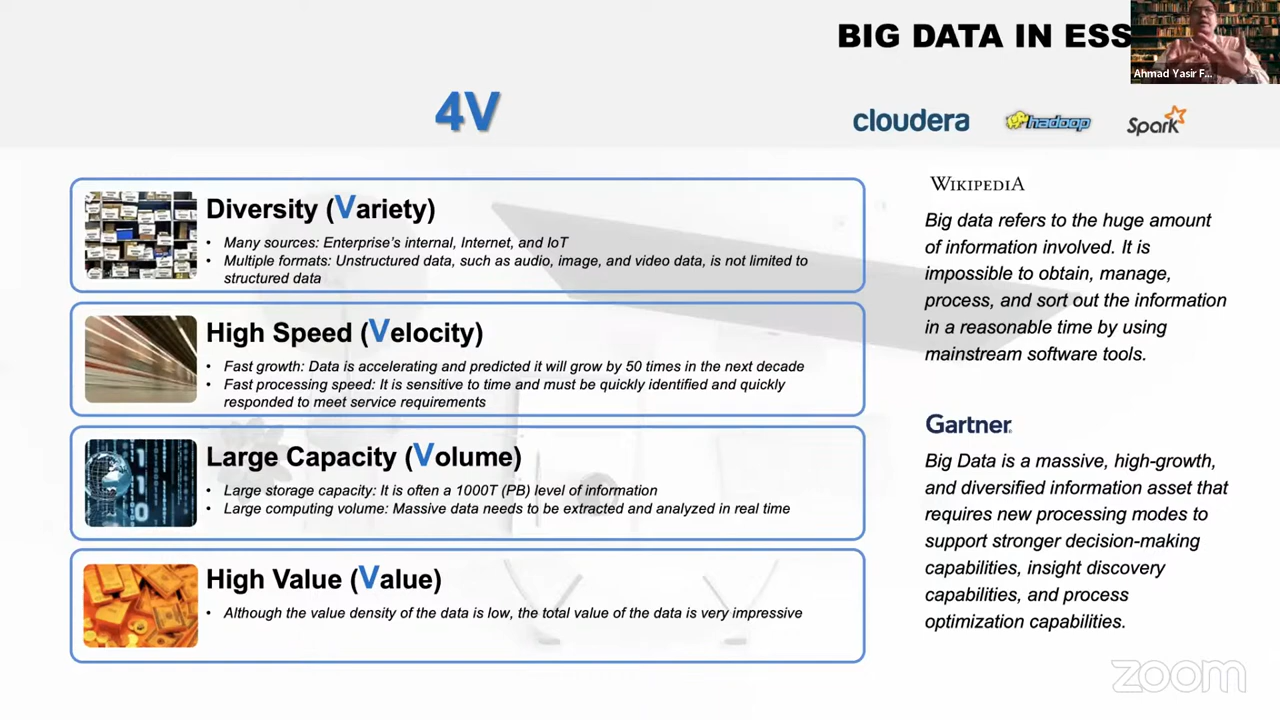 BIG DATA IN ESS
Ahmad Yasir F...
4V
cloudera
hadoop
Spark
Diversity (Variety)
• Many sources: Enterprise's internal, Internet, and IoT
• Multiple formats: Unstructured data, such as audio, image, and video data, is not limited to
structured data
High Speed (Velocity)
• Fast growth: Data is accelerating and predicted it will grow by 50 times in the next decade
• Fast processing speed: It is sensitive to time and must be quickly identified and quickly
responded to meet service requirements
Large Capacity (Volume)
• Large storage capacity: It is often a 1000T (PB) level of information
• Large computing volume: Massive data needs to be extracted and analyzed in real time
High Value (Value)
• Although the value density of the data is low, the total value of the data is very impressive
WIKIPEDIA
Big data refers to the huge amount
of information involved. It is
impossible to obtain, manage,
process, and sort out the information
in a reasonable time by using
mainstream software tools.
Gartner
Big Data is a massive, high-growth,
and diversified information asset that
requires new processing modes to
support stronger decision-making
capabilities, insight discovery
capabilities, and process
optimization capabilities.
zoom